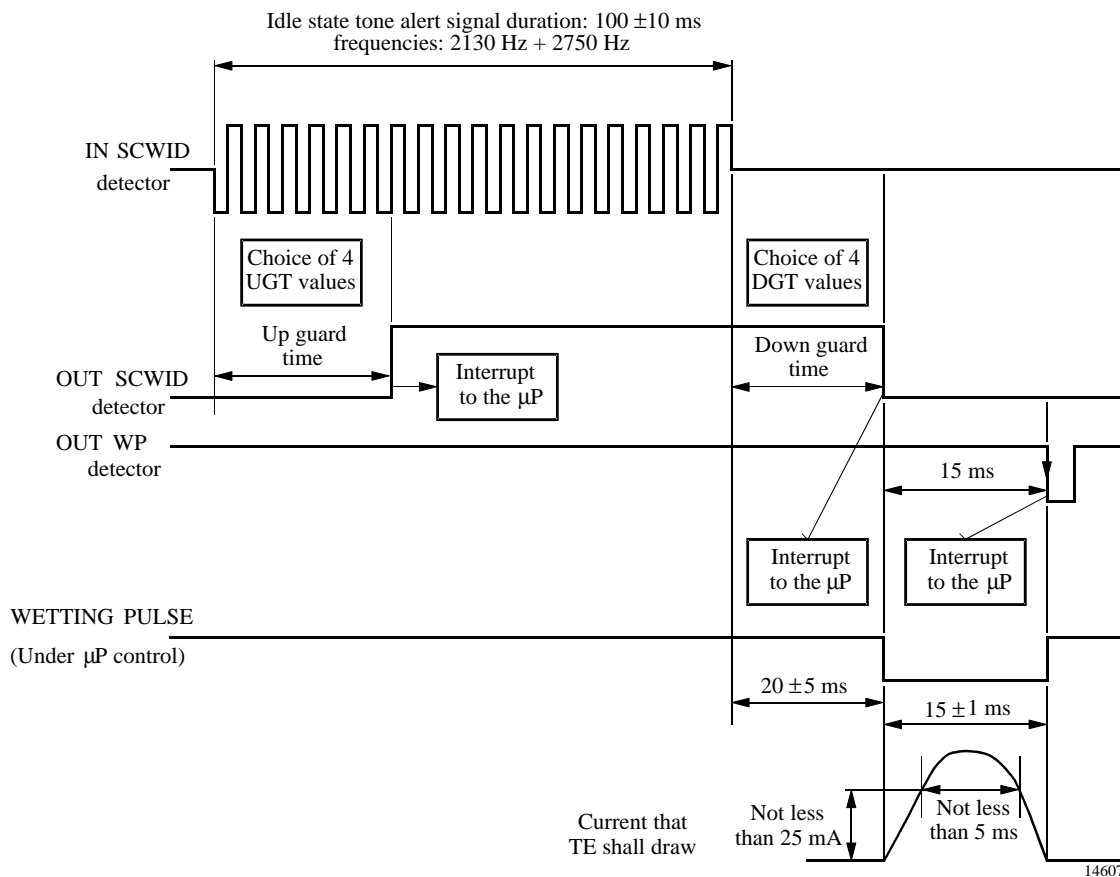 Idle state tone alert signal duration: 100 ±10 ms
frequencies: 2130 Hz + 2750 Hz
IN SCWID
detector
Choice of 4
UGT values
Choice of 4
DGT values
Up guard
time
Down guard
time
OUT SCWID
detector
Interrupt
to the µP
OUT WP
detector
15 ms
Interrupt
to the µP
Interrupt
to the µP
WETTING PULSE
(Under µP control)
20 ±5 ms
15 ±1 ms
Current that
TE shall draw
Not less
than 25 mA
Not less
than 5 ms
14607